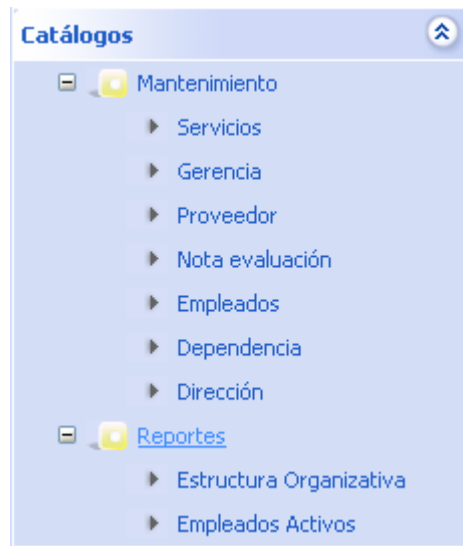 Catálogos
Mantenimiento
Servicios
Gerencia
Proveedor
Nota evaluación
Empleados
Dependencia
Dirección
Reportes
Estructura Organizativa
Empleados Activos